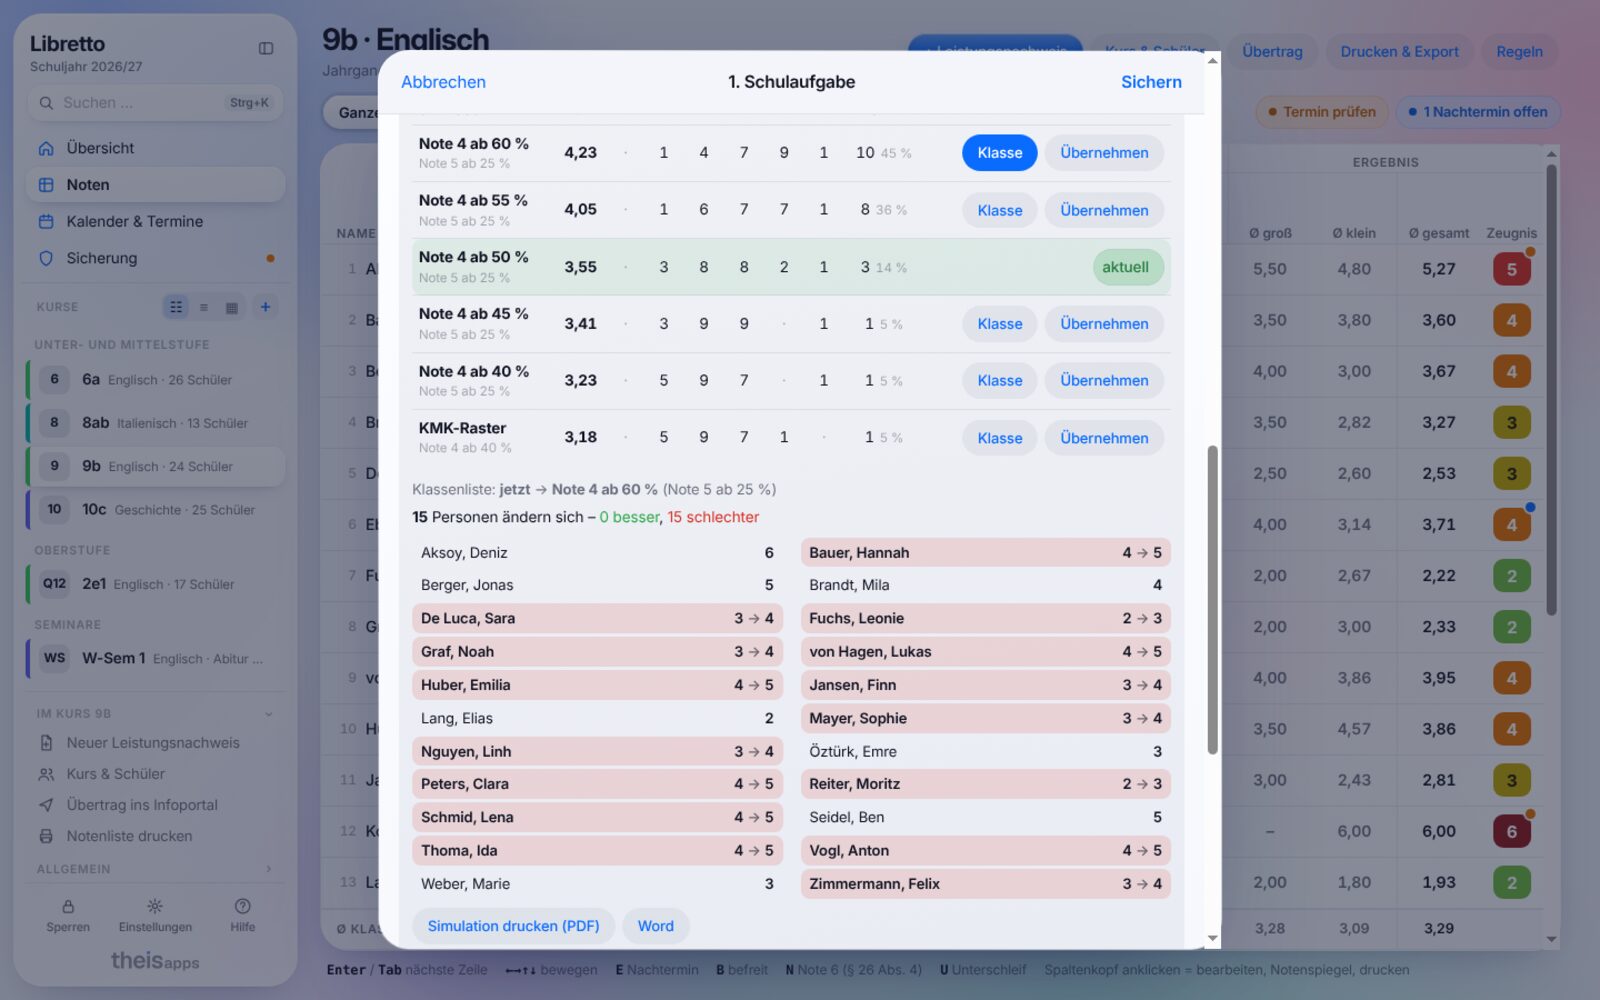 Libretto
Schuljahr 2026/27
Suchen ... Strg+K
Übersicht
Noten
Kalender & Termine
Sicherung
KURSE
UNTER- UND MITTELSTUFE
6 6a Englisch · 26 Schüler
8 8ab Italienisch · 13 Schüler
9 9b Englisch · 24 Schüler
10 10c Geschichte · 25 Schüler
OBERSTUFE
Q12 2e1 Englisch · 17 Schüler
SEMINARE
WS W-Sem 1 Englisch · Abitur ...
IM KURS 9B
Neuer Leistungsnachweis
Kurs & Schüler
Übertrag ins Infoportal
Notenliste drucken
ALLGEMEIN
Sperren Einstellungen Hilfe
theisapps
9b · Englisch
Leistungsnachweis Kurs & Schüler Übertrag Drucken & Export Regeln
Termin prüfen 1 Nachtermin offen
Abbrechen 1. Schulaufgabe Sichern
Note 4 ab 60 % 4,23 · 1 4 7 9 1 10 45 % Klasse Übernehmen
Note 5 ab 25 %
Note 4 ab 55 % 4,05 · 1 6 7 7 1 8 36 % Klasse Übernehmen
Note 5 ab 25 %
Note 4 ab 50 % 3,55 · 3 8 8 2 1 3 14 % aktuell
Note 5 ab 25 %
Note 4 ab 45 % 3,41 · 3 9 9 · 1 1 5 % Klasse Übernehmen
Note 5 ab 25 %
Note 4 ab 40 % 3,23 · 5 9 7 · 1 1 5 % Klasse Übernehmen
Note 5 ab 25 %
KMK-Raster 3,18 · 5 9 7 1 · 1 5 % Klasse Übernehmen
Note 4 ab 40 %
Klassenliste: jetzt → Note 4 ab 60 % (Note 5 ab 25 %)
15 Personen ändern sich – 0 besser, 15 schlechter
Aksoy, Deniz 6
Bauer, Hannah 4 → 5
Berger, Jonas 5
Brandt, Mila 4
De Luca, Sara 3 → 4
Fuchs, Leonie 2 → 3
Graf, Noah 3 → 4
von Hagen, Lukas 4 → 5
Huber, Emilia 4 → 5
Jansen, Finn 3 → 4
Lang, Elias 2
Mayer, Sophie 3 → 4
Nguyen, Linh 3 → 4
Öztürk, Emre 3
Peters, Clara 4 → 5
Reiter, Moritz 2 → 3
Schmid, Lena 4 → 5
Seidel, Ben 5
Thoma, Ida 4 → 5
Vogl, Anton 4 → 5
Weber, Marie 3
Zimmermann, Felix 3 → 4
Simulation drucken (PDF) Word
ERGEBNIS
NAME Ø groß Ø klein Ø gesamt Zeugnis
1 5,50 4,80 5,27 5
2 3,50 3,80 3,60 4
3 4,00 3,00 3,67 4
4 3,50 2,82 3,27 3
5 2,50 2,60 2,53 3
6 4,00 3,14 3,71 4
7 2,00 2,67 2,22 2
8 2,00 3,00 2,33 2
9 4,00 3,86 3,95 4
10 3,50 4,57 3,86 4
11 3,00 2,43 2,81 3
12 – 6,00 6,00 6
13 2,00 1,80 1,93 2
3,28 3,09 3,29
Enter / Tab nächste Zeile ←→↑↓ bewegen E Nachtermin B befreit N Note 6 (§ 26 Abs. 4) U Unterschleif Spaltenkopf anklicken = bearbeiten, Notenspiegel, drucken